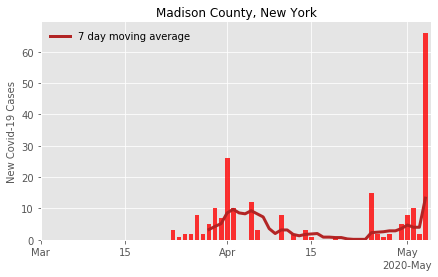 Madison County, New York
7 day moving average
New Covid-19 Cases
60
50
40
30
20
10
0
Mar 15 Apr 15 May
2020-May